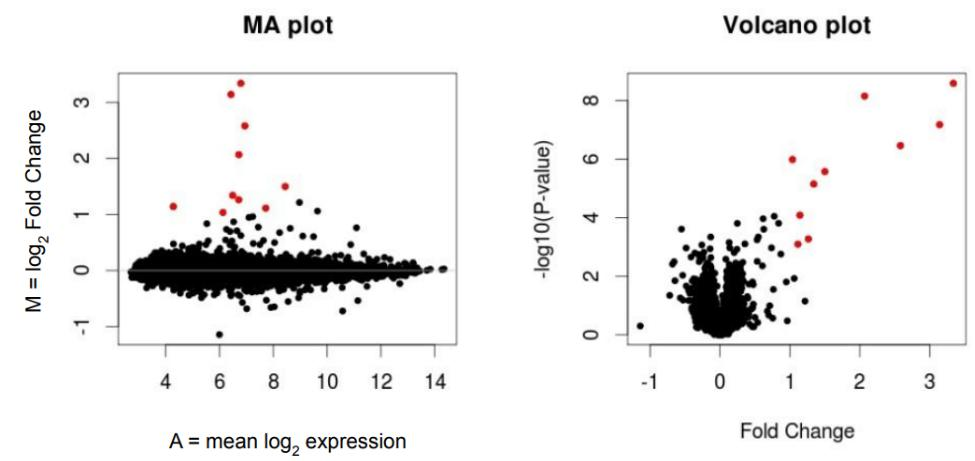 MA plot
M = log2 Fold Change
3
2
1
0
-1
4 6 8 10 12 14
A = mean log2 expression
Volcano plot
-log10(P-value)
8
6
4
2
0
-1 0 1 2 3
Fold Change